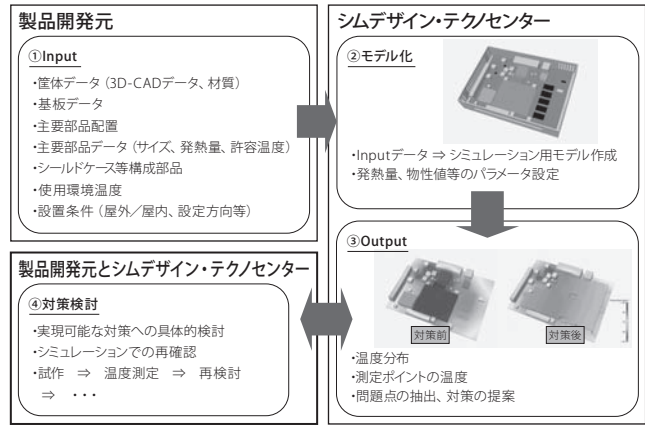 製品開発元
①Input
・筐体データ（3D-CADデータ、材質）
・基板データ
・主要部品配置
・主要部品データ（サイズ、発熱量、許容温度）
・シールドケース等構成部品
・使用環境温度
・設置条件（屋外／屋内、設定方向等）
シムデザイン・テクノセンター
②モデル化
・Inputデータ ⇒ シミュレーション用モデル作成
・発熱量、物性値等のパラメータ設定
③Output
対策前
対策後
・温度分布
・測定ポイントの温度
・問題点の抽出、対策の提案
製品開発元とシムデザイン・テクノセンター
④対策検討
・実現可能な対策への具体的検討
・シミュレーションでの再確認
・試作 ⇒ 温度測定 ⇒ 再検討
⇒ ・・・